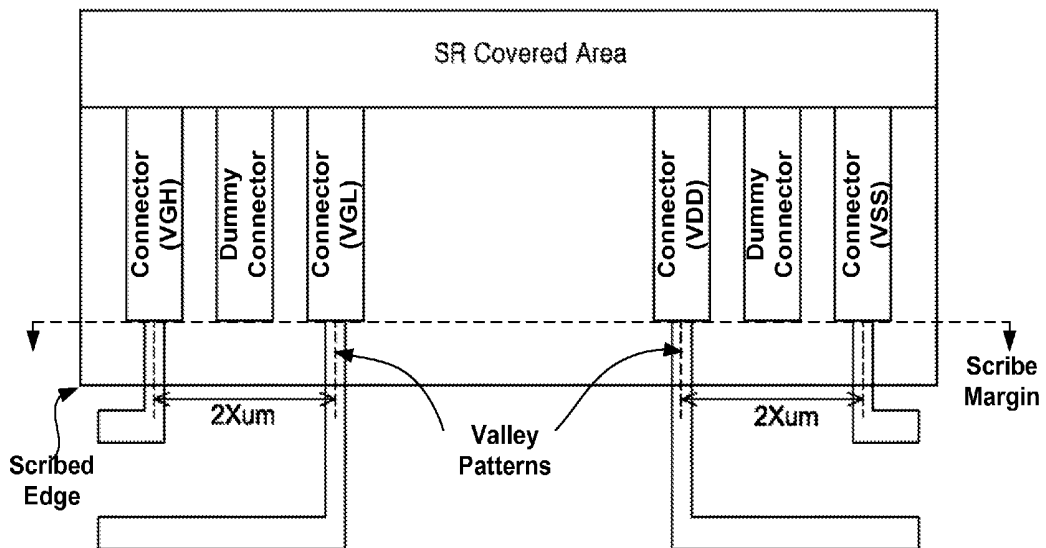 SR Covered Area
Connector
(VGH)
Dummy
Connector
Connector
(VGL)
Connector
(VDD)
Dummy
Connector
Connector
(VSS)
Scribe
Margin
2Xum
2Xum
Valley
Patterns
Scribed
Edge